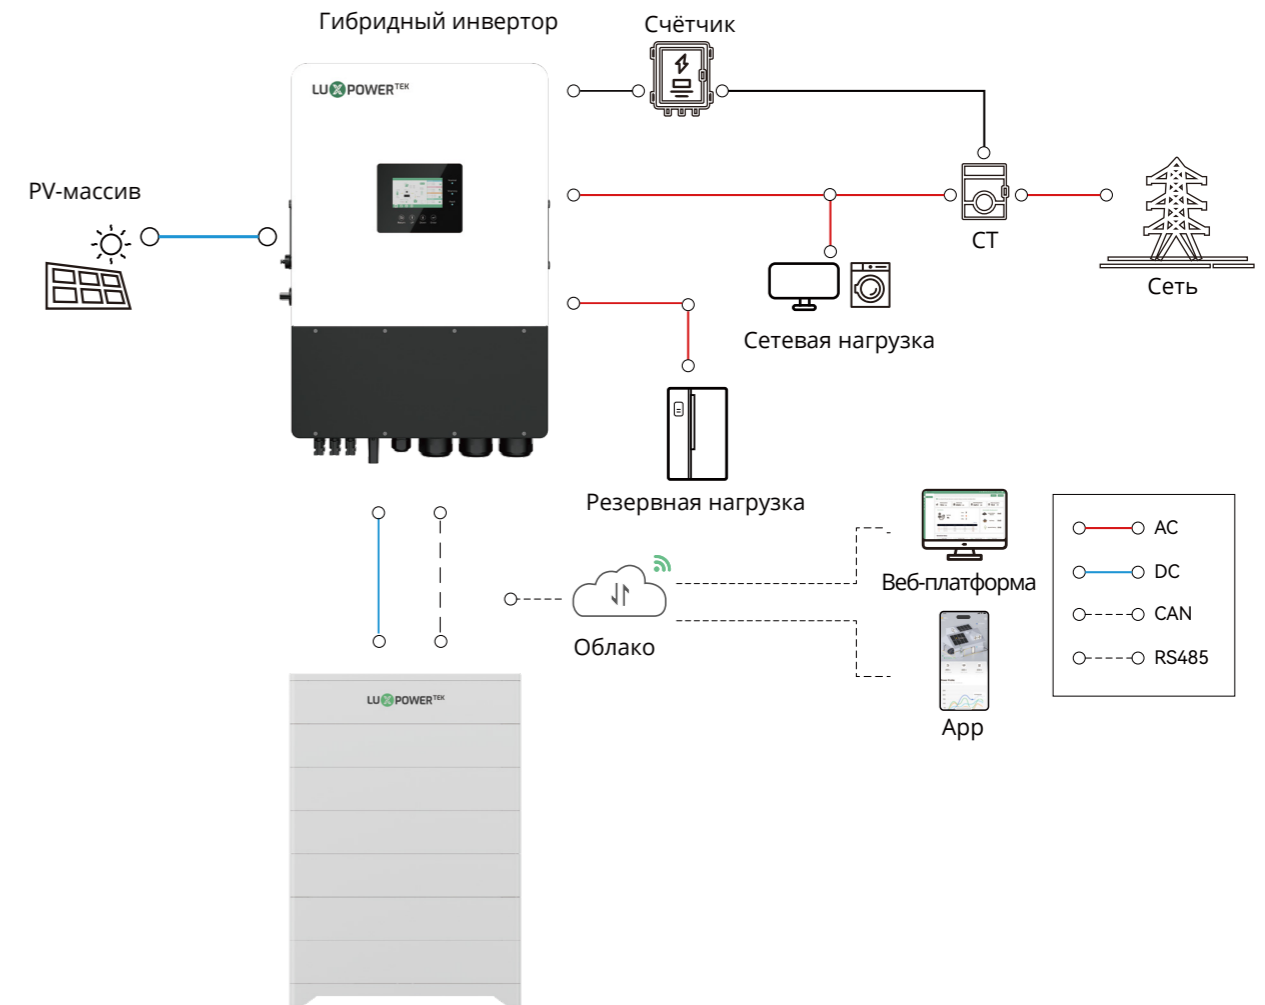 Гибридный инвертор
Счётчик
LUXPOWERTEK
PV-массив
CT
Сеть
Сетевая нагрузка
Резервная нагрузка
AC
DC
CAN
RS485
Веб-платформа
Облако
LUXPOWERTEK
App